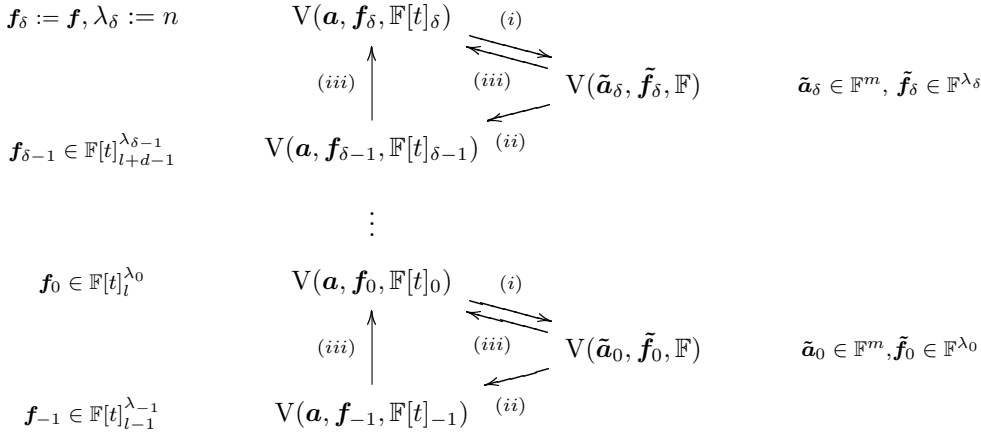 𝒇_δ := 𝒇, λ_δ := n V(𝒂, 𝒇_δ, 𝔽[t]_δ) (i)
(iii) (iii) V(ã_δ, f̃_δ, 𝔽) ã_δ ∈ 𝔽^m, f̃_δ ∈ 𝔽^{λ_δ}
𝒇_{δ−1} ∈ 𝔽[t]^{λ_{δ−1}}_{l+d−1} V(𝒂, 𝒇_{δ−1}, 𝔽[t]_{δ−1}) (ii)
⋮
𝒇_0 ∈ 𝔽[t]^{λ_0}_l V(𝒂, 𝒇_0, 𝔽[t]_0) (i)
(iii) (iii) V(ã_0, f̃_0, 𝔽) ã_0 ∈ 𝔽^m, f̃_0 ∈ 𝔽^{λ_0}
𝒇_{−1} ∈ 𝔽[t]^{λ_{−1}}_{l−1} V(𝒂, 𝒇_{−1}, 𝔽[t]_{−1}) (ii)